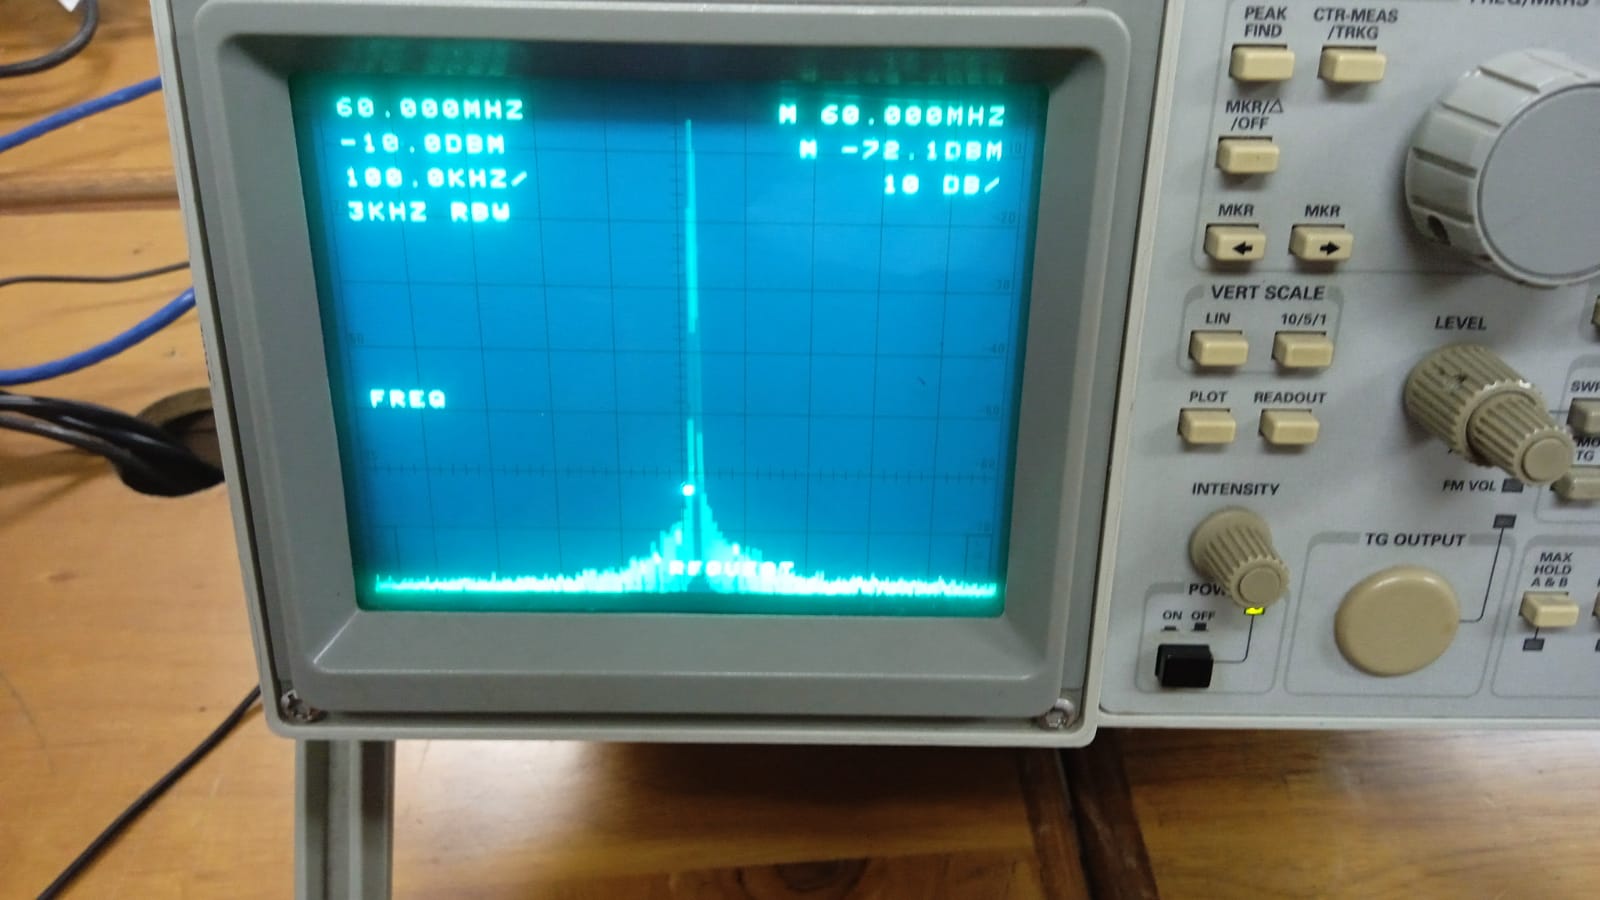 60.000MHZ
-10.0DBM
100.0KHZ/
3KHZ RBW
M 60.000MHZ
M -72.1DBM
10 DB/
FREQ
PEAK
FIND
CTR-MEAS
/TRKG
MKR/△
/OFF
MKR
MKR
VERT SCALE
LIN
10/5/1
LEVEL
PLOT
READOUT
FM VOL
INTENSITY
TG OUTPUT
ON OFF
MAX
HOLD
A & B
-20
-40